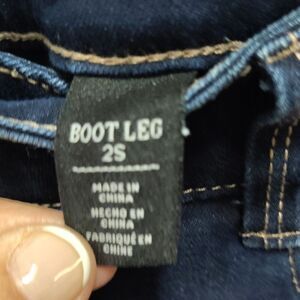 BOOT LEG
2S
MADE IN
CHINA
HECHO EN
CHINA
FABRIQUÉ EN
CHINE